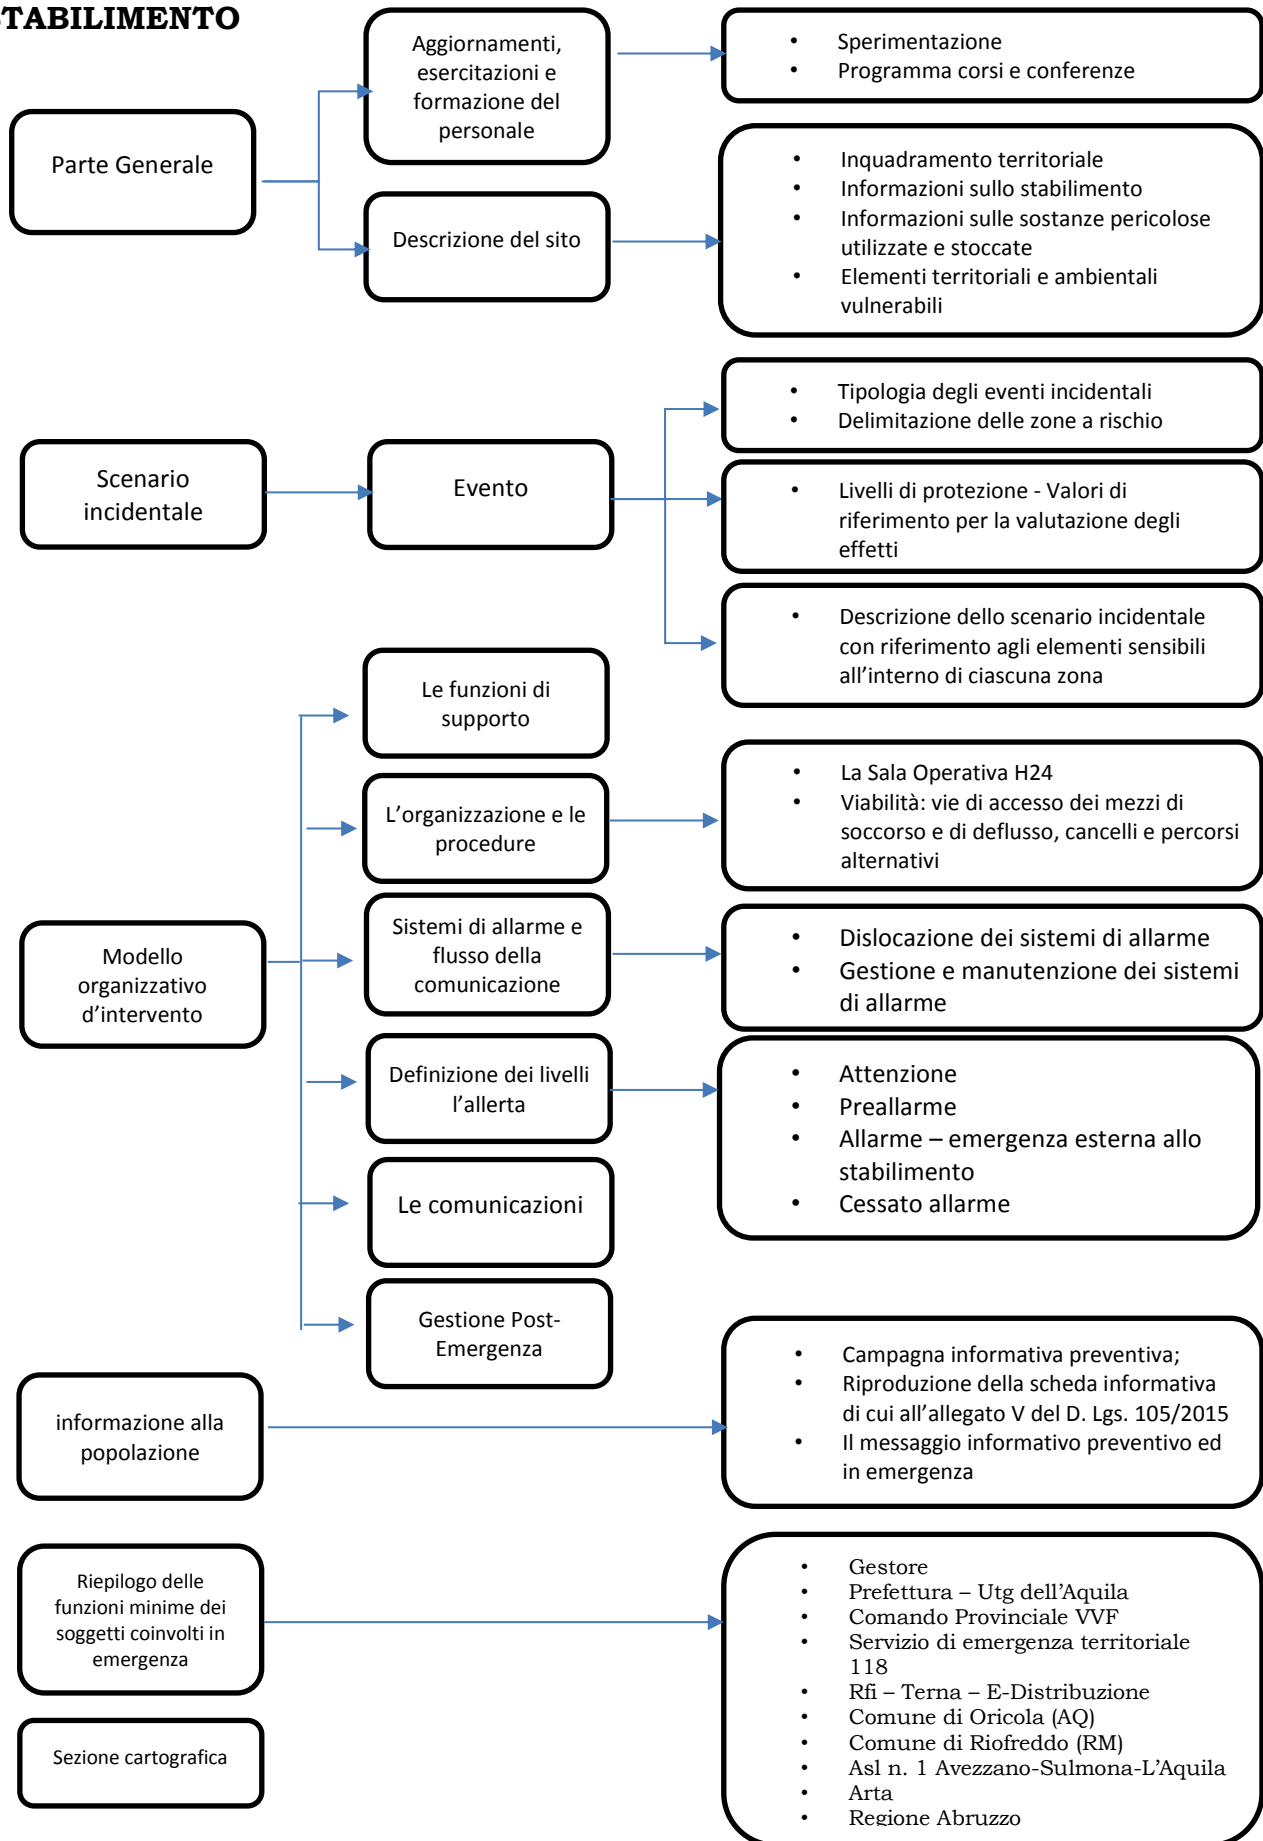 STABILIMENTO
Parte Generale
Aggiornamenti,
esercitazioni e
formazione del
personale
• Sperimentazione
• Programma corsi e conferenze
Descrizione del sito
• Inquadramento territoriale
• Informazioni sullo stabilimento
• Informazioni sulle sostanze pericolose
utilizzate e stoccate
• Elementi territoriali e ambientali
vulnerabili
Scenario
incidentale
Evento
• Tipologia degli eventi incidentali
• Delimitazione delle zone a rischio
• Livelli di protezione - Valori di
riferimento per la valutazione degli
effetti
• Descrizione dello scenario incidentale
con riferimento agli elementi sensibili
all’interno di ciascuna zona
Modello
organizzativo
d’intervento
Le funzioni di
supporto
L’organizzazione e le
procedure
• La Sala Operativa H24
• Viabilità: vie di accesso dei mezzi di
soccorso e di deflusso, cancelli e percorsi
alternativi
Sistemi di allarme e
flusso della
comunicazione
• Dislocazione dei sistemi di allarme
• Gestione e manutenzione dei sistemi
di allarme
Definizione dei livelli
l’allerta
• Attenzione
• Preallarme
• Allarme – emergenza esterna allo
stabilimento
• Cessato allarme
Le comunicazioni
Gestione Post-
Emergenza
informazione alla
popolazione
• Campagna informativa preventiva;
• Riproduzione della scheda informativa
di cui all’allegato V del D. Lgs. 105/2015
• Il messaggio informativo preventivo ed
in emergenza
Riepilogo delle
funzioni minime dei
soggetti coinvolti in
emergenza
• Gestore
• Prefettura – Utg dell’Aquila
• Comando Provinciale VVF
• Servizio di emergenza territoriale
118
• Rfi – Terna – E-Distribuzione
• Comune di Oricola (AQ)
• Comune di Riofreddo (RM)
• Asl n. 1 Avezzano-Sulmona-L’Aquila
• Arta
• Regione Abruzzo
Sezione cartografica